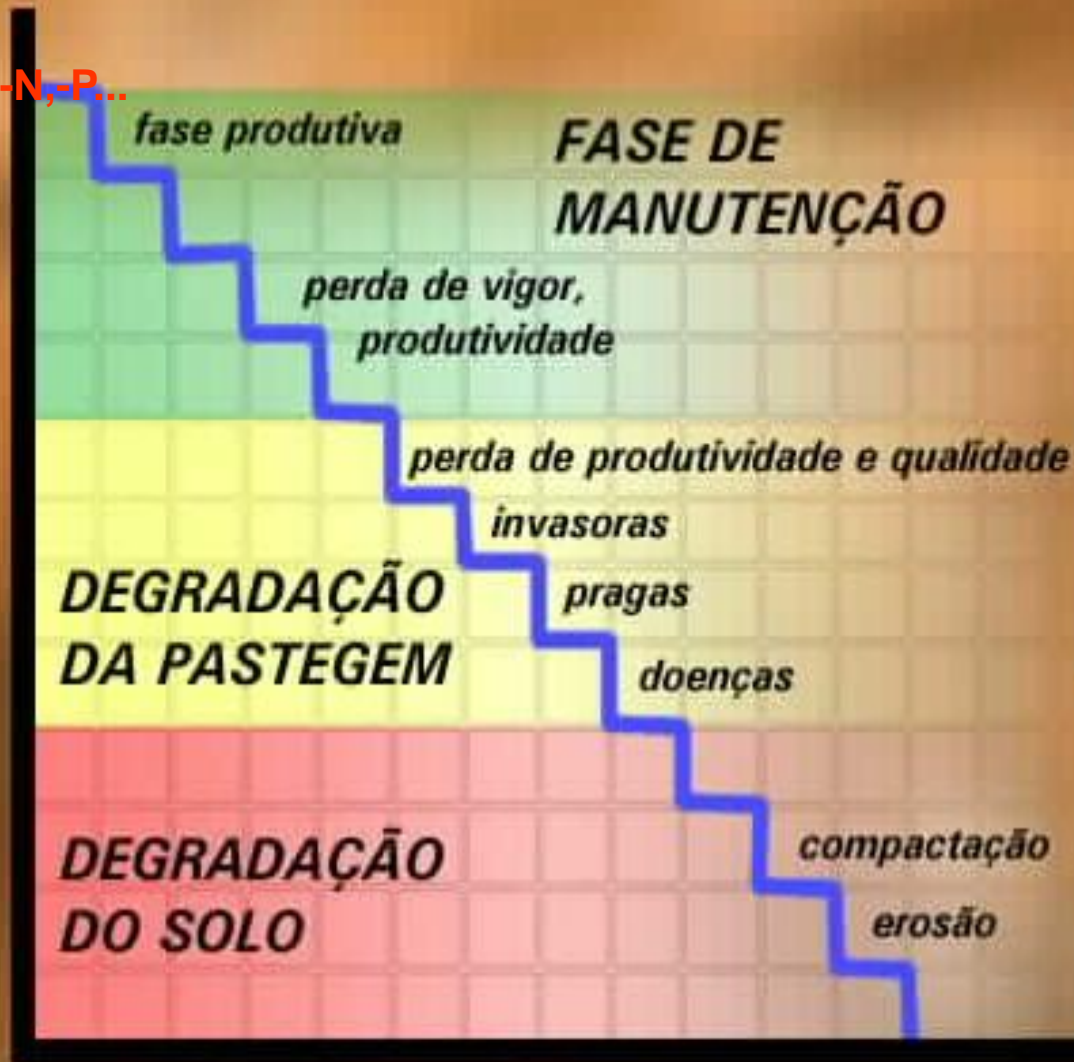 -N,-P...
fase produtiva
FASE DE
MANUTENÇÃO
perda de vigor,
produtividade
perda de produtividade e qualidade
invasoras
pragas
DEGRADAÇÃO
DA PASTEGEM
doenças
compactação
DEGRADAÇÃO
DO SOLO
erosão